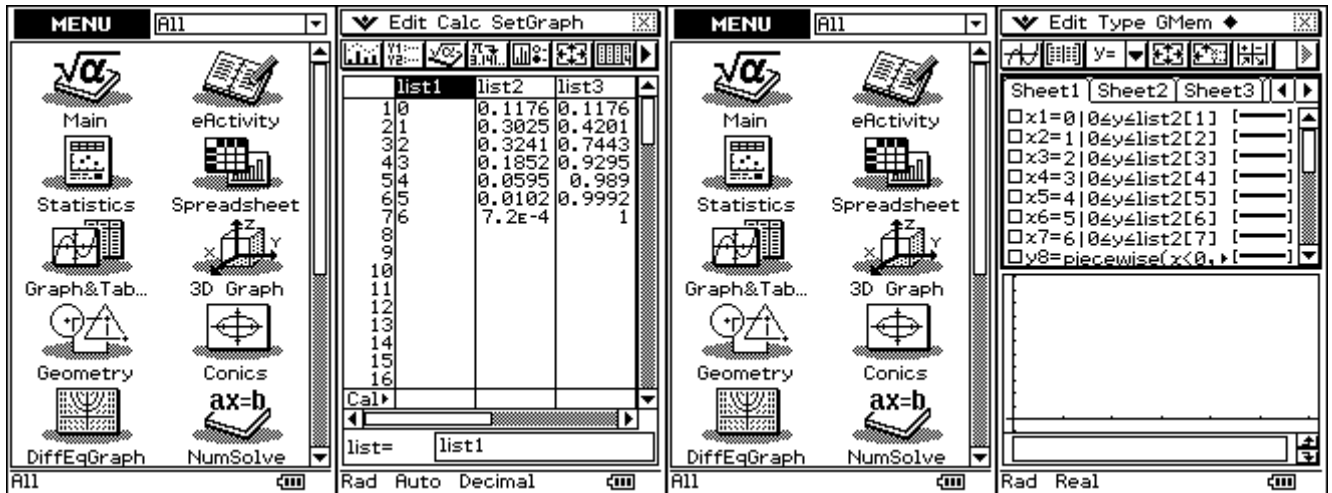 MENU All
Main eActivity
Statistics Spreadsheet
Graph&Tab... 3D Graph
Geometry Conics
DiffEqGraph NumSolve
All
Edit Calc SetGraph
list1 list2 list3
1 0 0.1176 0.1176
2 1 0.3025 0.4201
3 2 0.3241 0.7443
4 3 0.1852 0.9295
5 4 0.0595 0.989
6 5 0.0102 0.9992
7 6 7.2E-4 1
8
9
10
11
12
13
14
15
16
Cal▸
list= list1
Rad Auto Decimal
MENU All
Main eActivity
Statistics Spreadsheet
Graph&Tab... 3D Graph
Geometry Conics
DiffEqGraph NumSolve
All
Edit Type GMem ◆
y=
Sheet1 Sheet2 Sheet3
x1=0|0≤y≤list2[1]
x2=1|0≤y≤list2[2]
x3=2|0≤y≤list2[3]
x4=3|0≤y≤list2[4]
x5=4|0≤y≤list2[5]
x6=5|0≤y≤list2[6]
x7=6|0≤y≤list2[7]
y8=piecewise(x<0,
Rad Real